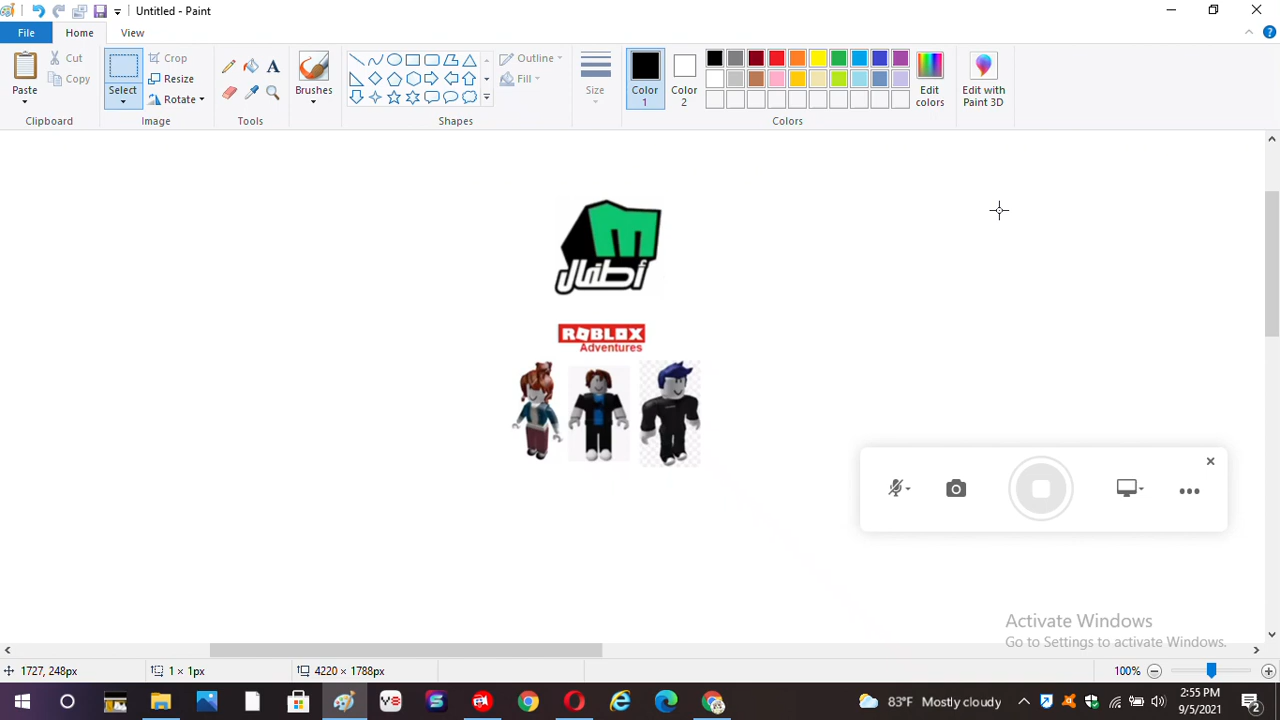 Untitled - Paint
File
Home
View
Paste
Cut
Copy
Clipboard
Select
Crop
Resize
Rotate
Image
A
Tools
Brushes
Shapes
Outline
Fill
Size
Color 1
Color 2
Edit colors
Colors
Edit with Paint 3D
m
أطفال
ROBLOX
Adventures
Activate Windows
Go to Settings to activate Windows.
1727, 248px
1 × 1px
4220 × 1788px
100%
83°F Mostly cloudy
2:55 PM
9/5/2021
2